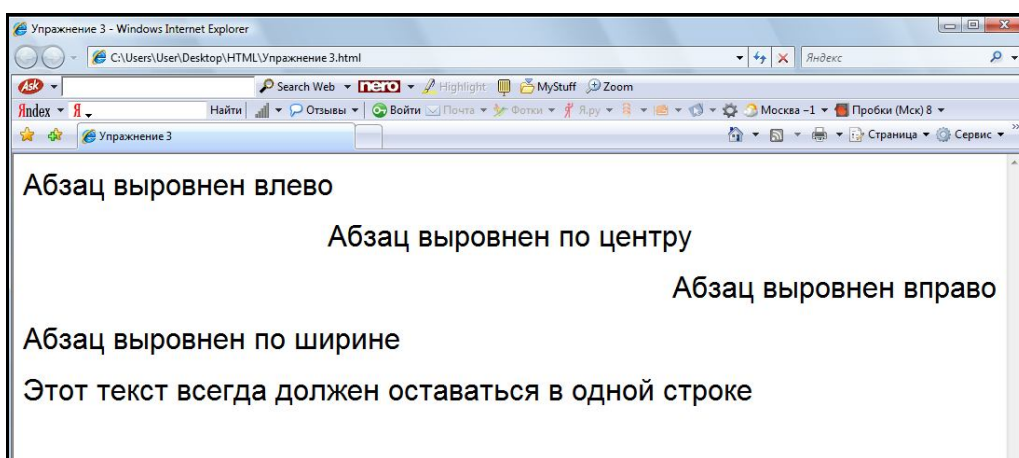 Упражнение 3 - Windows Internet Explorer
C:\Users\User\Desktop\HTML\Упражнение 3.html Яндекс
Ask Search Web nero Highlight MyStuff Zoom
Яndex Я Найти Отзывы Войти Почта Фотки Я.ру Москва -1 Пробки (Мск) 8
Упражнение 3 Страница Сервис »
Абзац выровнен влево
Абзац выровнен по центру
Абзац выровнен вправо
Абзац выровнен по ширине
Этот текст всегда должен оставаться в одной строке